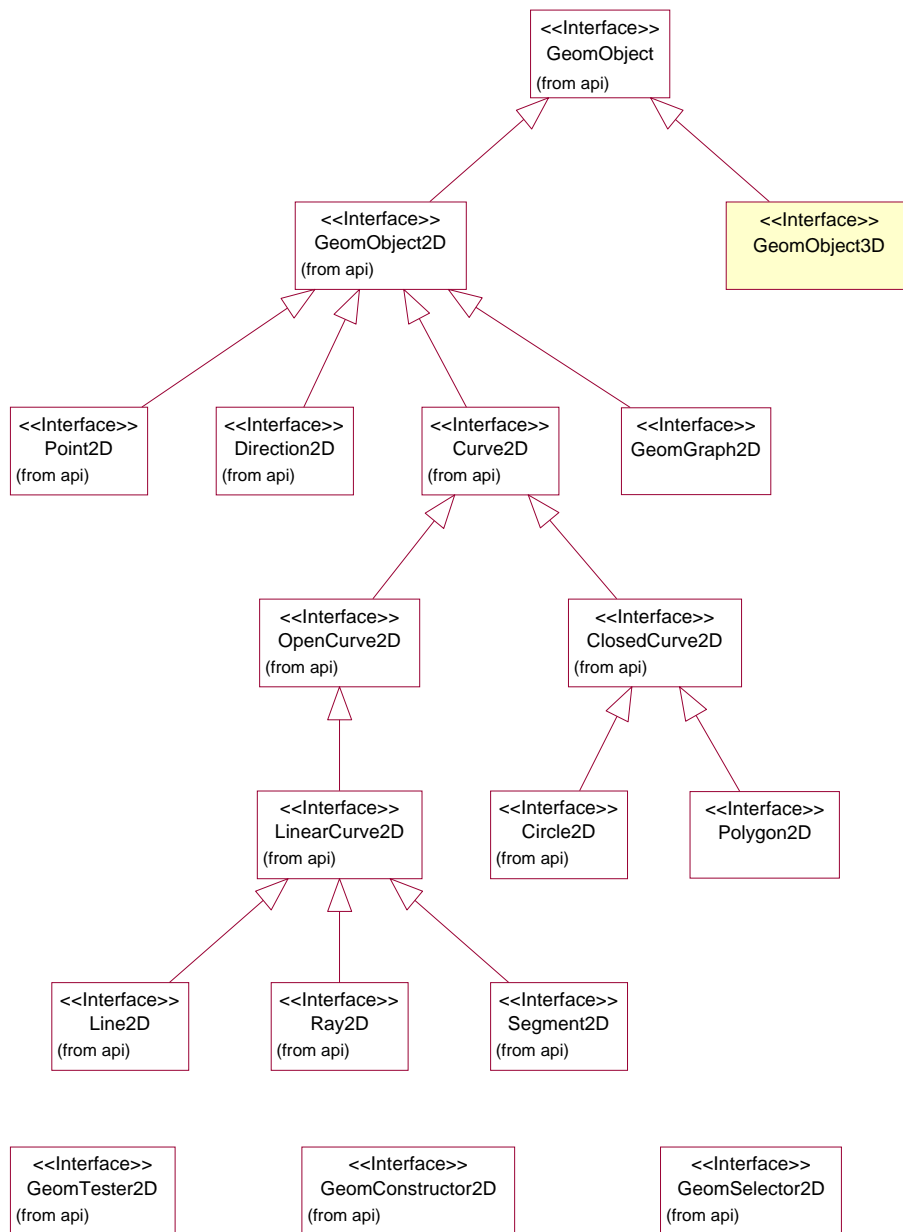 <<Interface>>
GeomObject
(from api)
<<Interface>>
GeomObject2D
(from api)
<<Interface>>
GeomObject3D
<<Interface>>
Point2D
(from api)
<<Interface>>
Direction2D
(from api)
<<Interface>>
Curve2D
(from api)
<<Interface>>
GeomGraph2D
<<Interface>>
OpenCurve2D
(from api)
<<Interface>>
ClosedCurve2D
(from api)
<<Interface>>
LinearCurve2D
(from api)
<<Interface>>
Circle2D
(from api)
<<Interface>>
Polygon2D
<<Interface>>
Line2D
(from api)
<<Interface>>
Ray2D
(from api)
<<Interface>>
Segment2D
(from api)
<<Interface>>
GeomTester2D
(from api)
<<Interface>>
GeomConstructor2D
(from api)
<<Interface>>
GeomSelector2D
(from api)